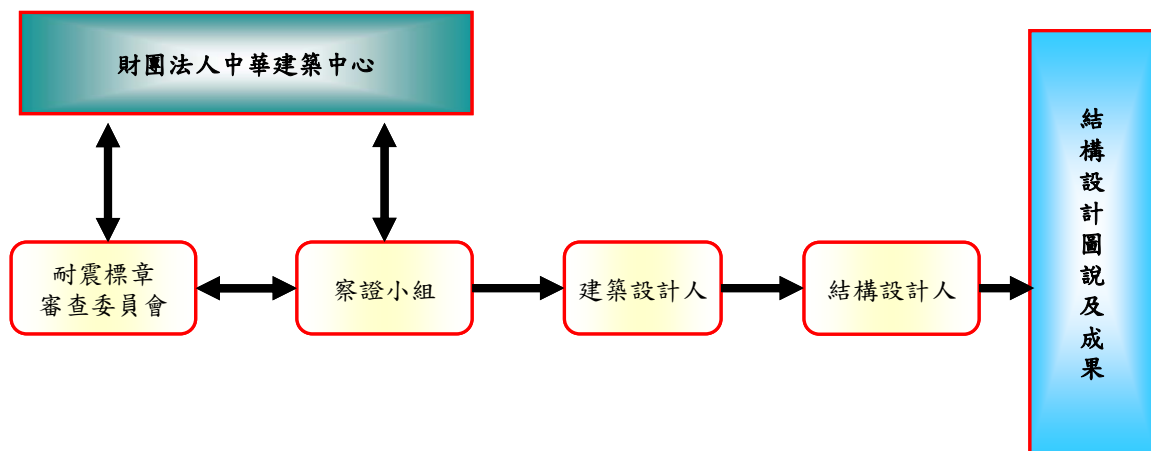 財團法人中華建築中心
耐震標章
審查委員會
察證小組
建築設計人
結構設計人
結構設計圖說及成果